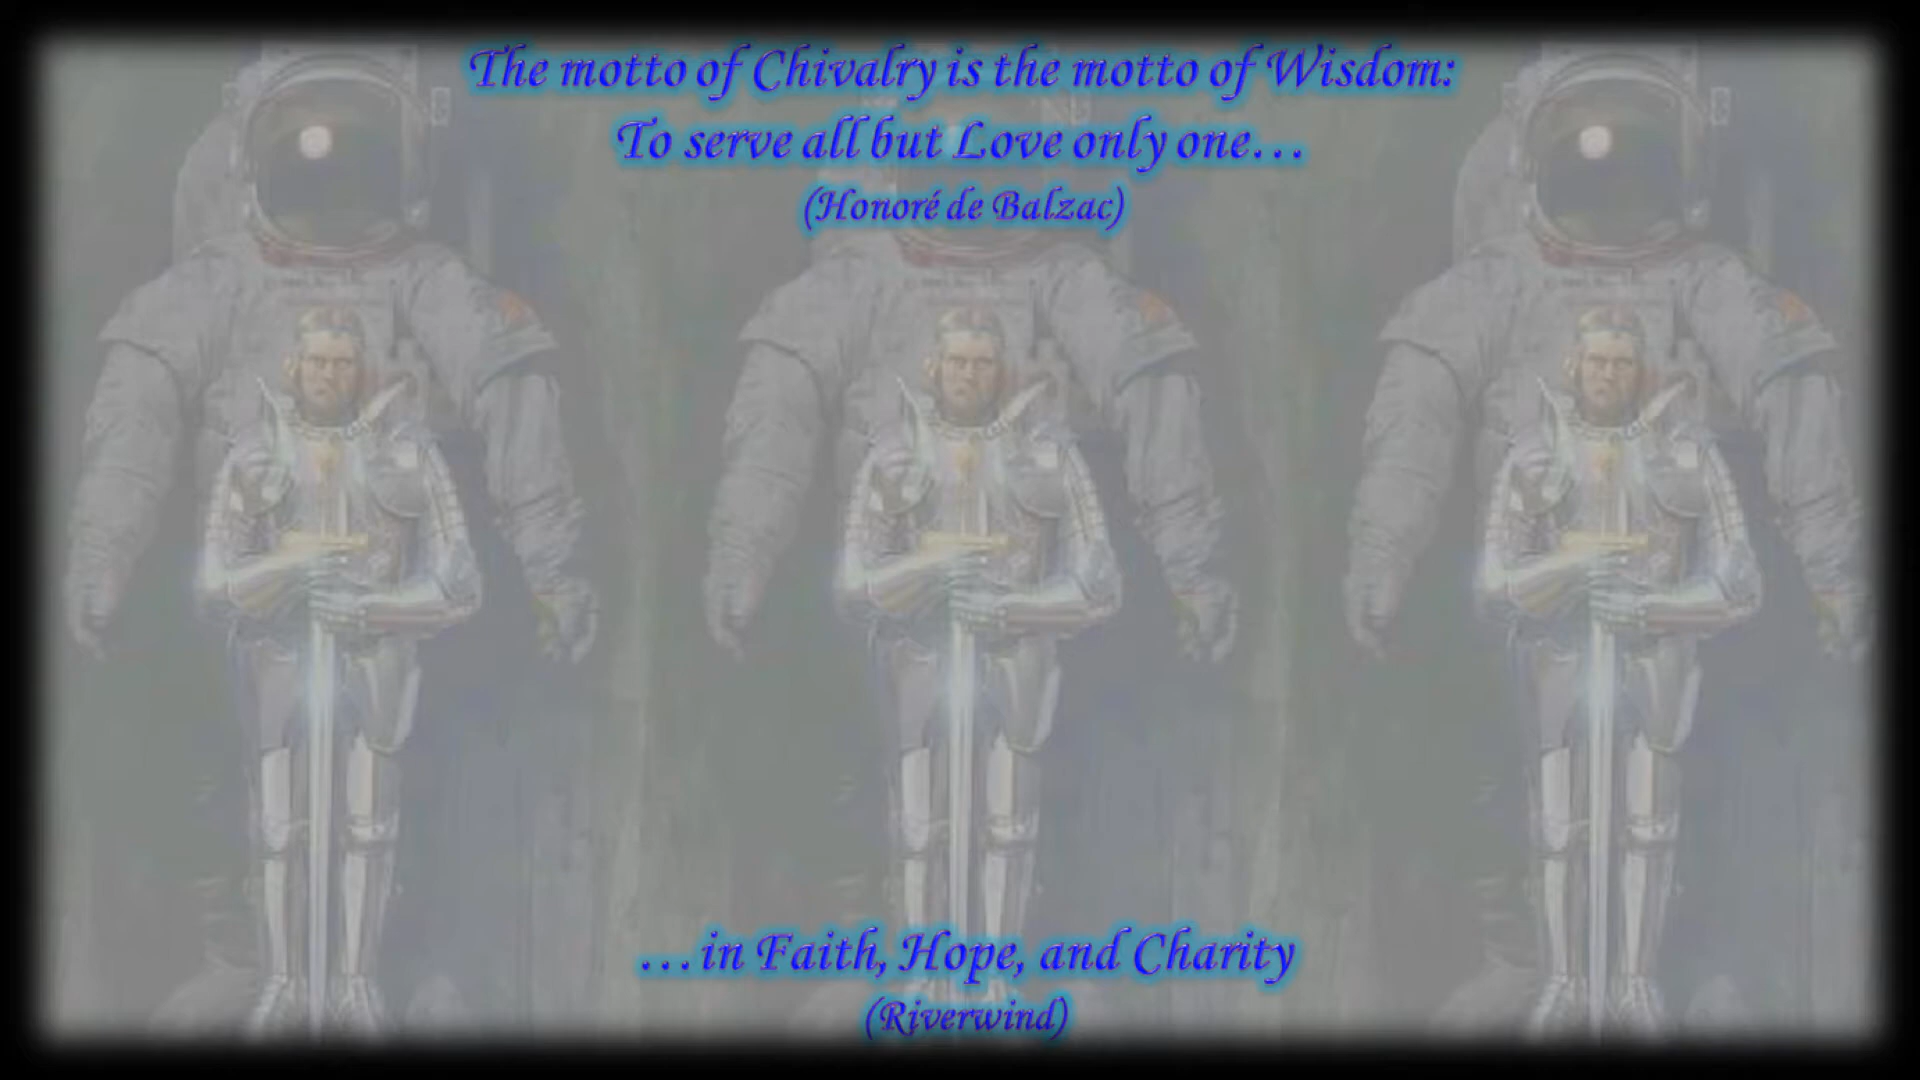 The motto of Chivalry is the motto of Wisdom:
To serve all but Love only one...
(Honoré de Balzac)
...in Faith, Hope, and Charity
(Riverwind)